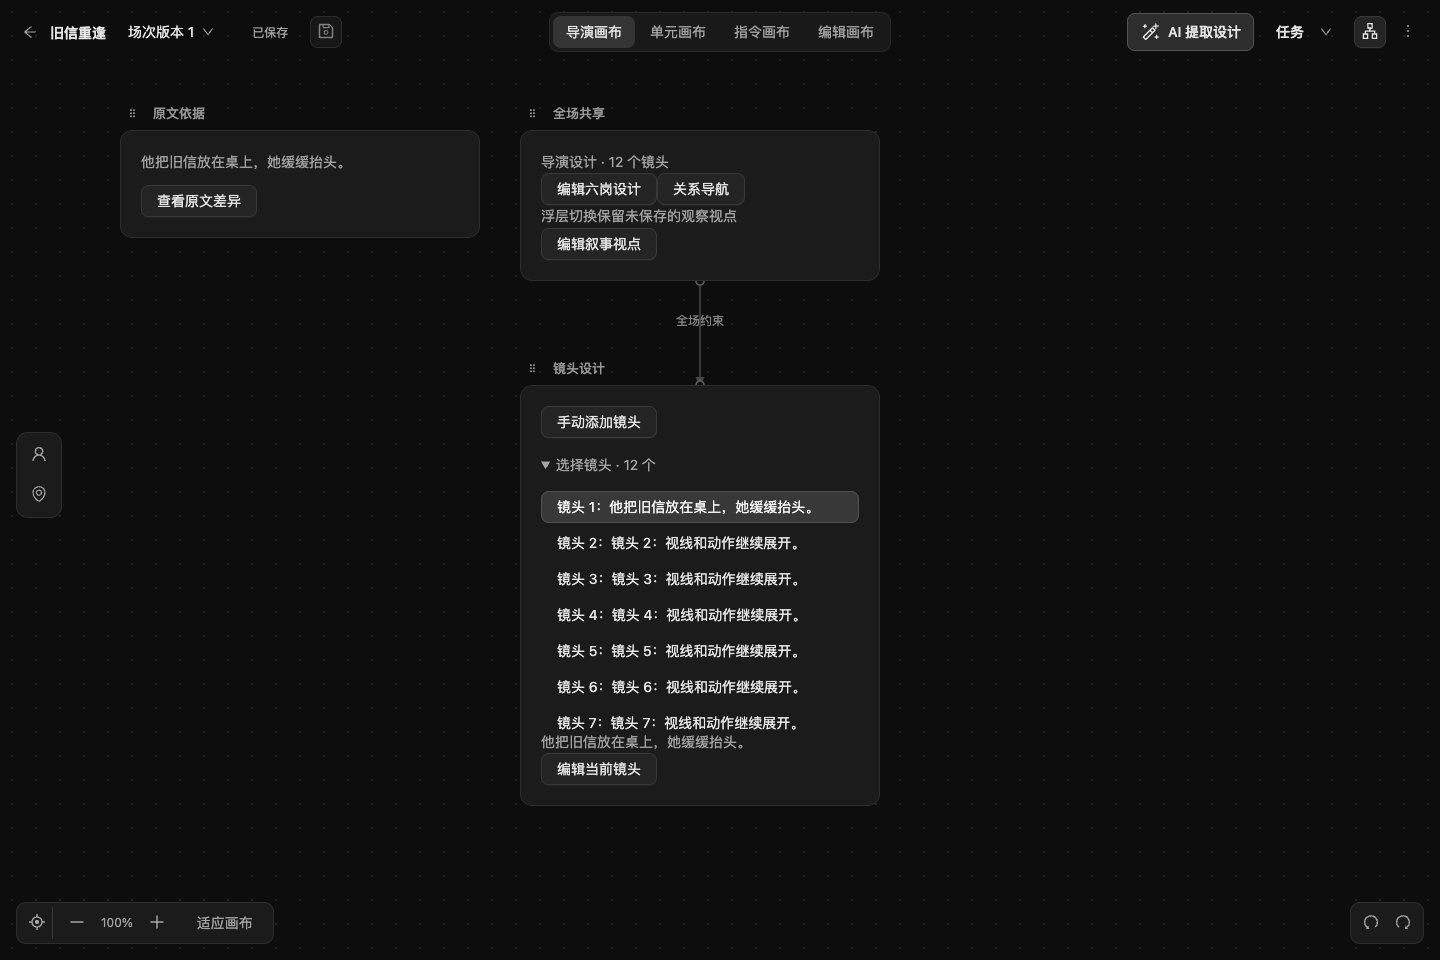 旧信重逢 场次版本 1 已保存 导演画布 单元画布 指令画布 编辑画布 AI 提取设计 任务
原文依据
他把旧信放在桌上，她缓缓抬头。
查看原文差异
全场共享
导演设计 · 12 个镜头
编辑六岗设计 关系导航
浮层切换保留未保存的观察视点
编辑叙事视点
全场约束
镜头设计
手动添加镜头
▼ 选择镜头 · 12 个
镜头 1：他把旧信放在桌上，她缓缓抬头。
镜头 2：镜头 2：视线和动作继续展开。
镜头 3：镜头 3：视线和动作继续展开。
镜头 4：镜头 4：视线和动作继续展开。
镜头 5：镜头 5：视线和动作继续展开。
镜头 6：镜头 6：视线和动作继续展开。
镜头 7：镜头 7：视线和动作继续展开。
他把旧信放在桌上，她缓缓抬头。
编辑当前镜头
100% 适应画布